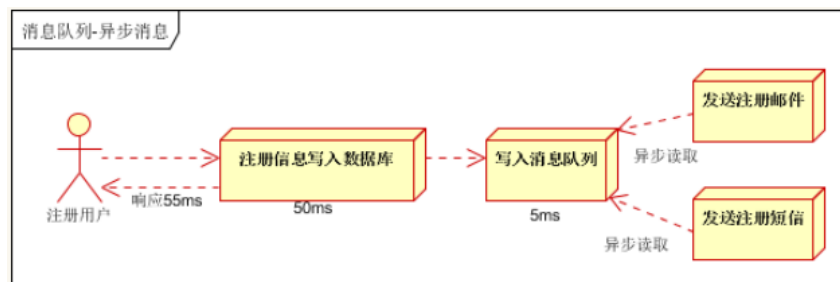 消息队列-异步消息
发送注册邮件
注册信息写入数据库
写入消息队列
异步读取
响应55ms
注册用户
50ms
5ms
发送注册短信
异步读取